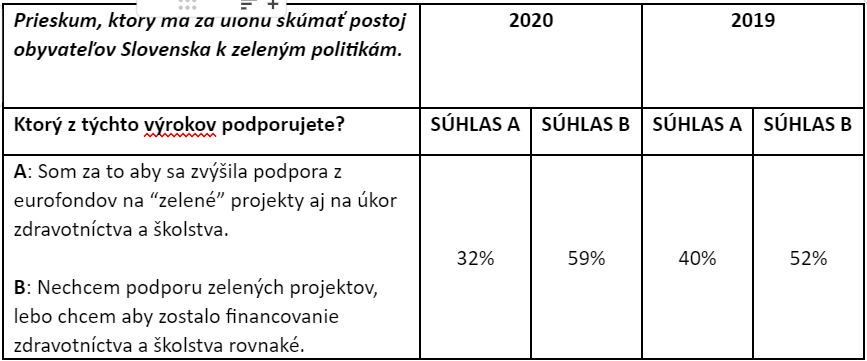 Prieskum, ktorý má za úlohu skúmať postoj
obyvateľov Slovenska k zeleným politikám.
2020
2019
Ktorý z týchto výrokov podporujete?
SÚHLAS A
SÚHLAS B
SÚHLAS A
SÚHLAS B
A: Som za to aby sa zvýšila podpora z
eurofondov na “zelené” projekty aj na úkor
zdravotníctva a školstva.
B: Nechcem podporu zelených projektov,
lebo chcem aby zostalo financovanie
zdravotníctva a školstva rovnaké.
32%
59%
40%
52%